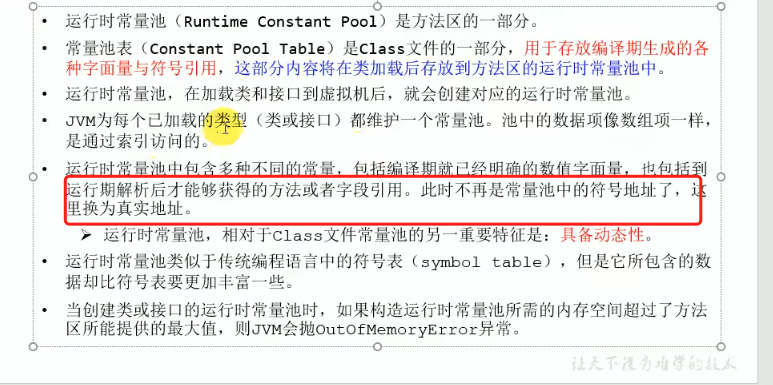 • 运行时常量池（Runtime Constant Pool）是方法区的一部分。
• 常量池表（Constant Pool Table）是Class文件的一部分，用于存放编译期生成的各
种字面量与符号引用，这部分内容将在类加载后存放到方法区的运行时常量池中。
• 运行时常量池，在加载类和接口到虚拟机后，就会创建对应的运行时常量池。
• JVM为每个已加载的类型（类或接口）都维护一个常量池。池中的数据项像数组项一样，
是通过索引访问的。
• 运行时常量池中包含多种不同的常量，包括编译期就已经明确的数值字面量，也包括到
运行期解析后才能够获得的方法或者字段引用。此时不再是常量池中的符号地址了，这
里换为真实地址。
➢ 运行时常量池，相对于Class文件常量池的另一重要特征是：具备动态性。
• 运行时常量池类似于传统编程语言中的符号表（symbol table），但是它所包含的数
据却比符号表要更加丰富一些。
• 当创建类或接口的运行时常量池时，如果构造运行时常量池所需的内存空间超过了方法
区所能提供的最大值，则JVM会抛OutOfMemoryError异常。
让天下没有难学的技术